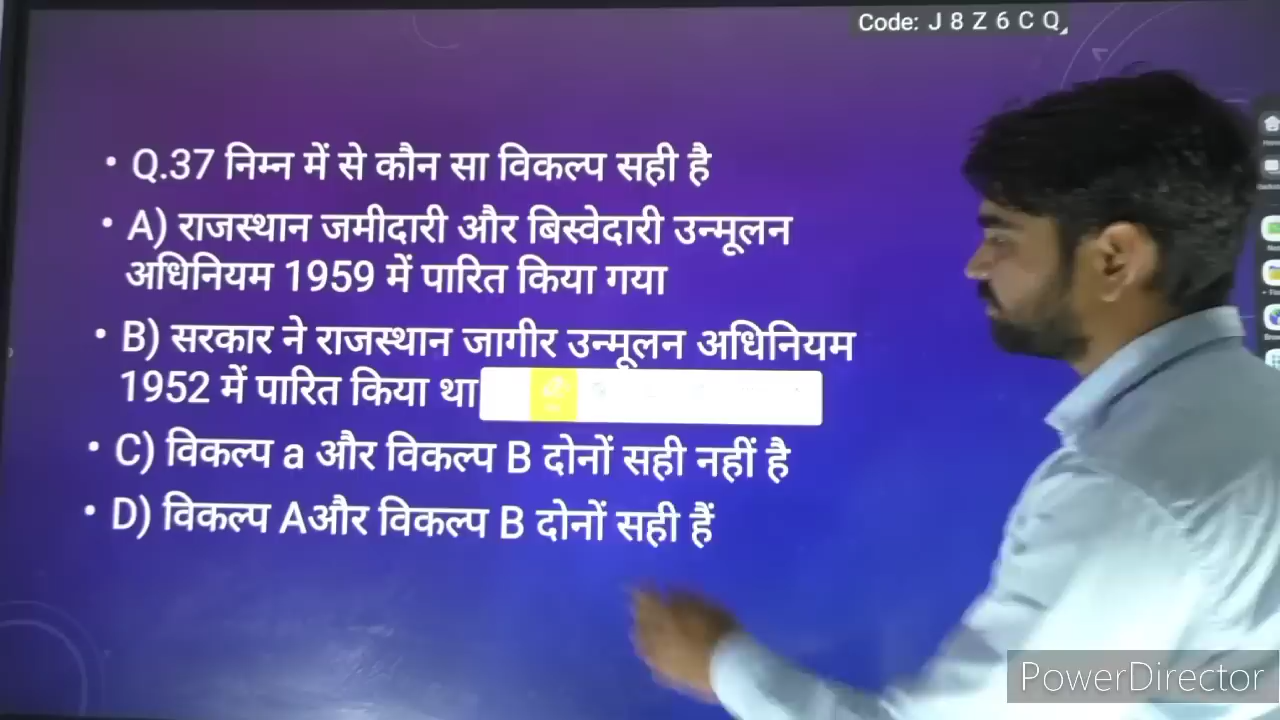 Code: J 8 Z 6 C Q
• Q.37 निम्न में से कौन सा विकल्प सही है
• A) राजस्थान जमीदारी और बिस्वेदारी उन्मूलन
अधिनियम 1959 में पारित किया गया
• B) सरकार ने राजस्थान जागीर उन्मूलन अधिनियम
1952 में पारित किया था
• C) विकल्प a और विकल्प B दोनों सही नहीं है
• D) विकल्प Aऔर विकल्प B दोनों सही हैं
PowerDirector